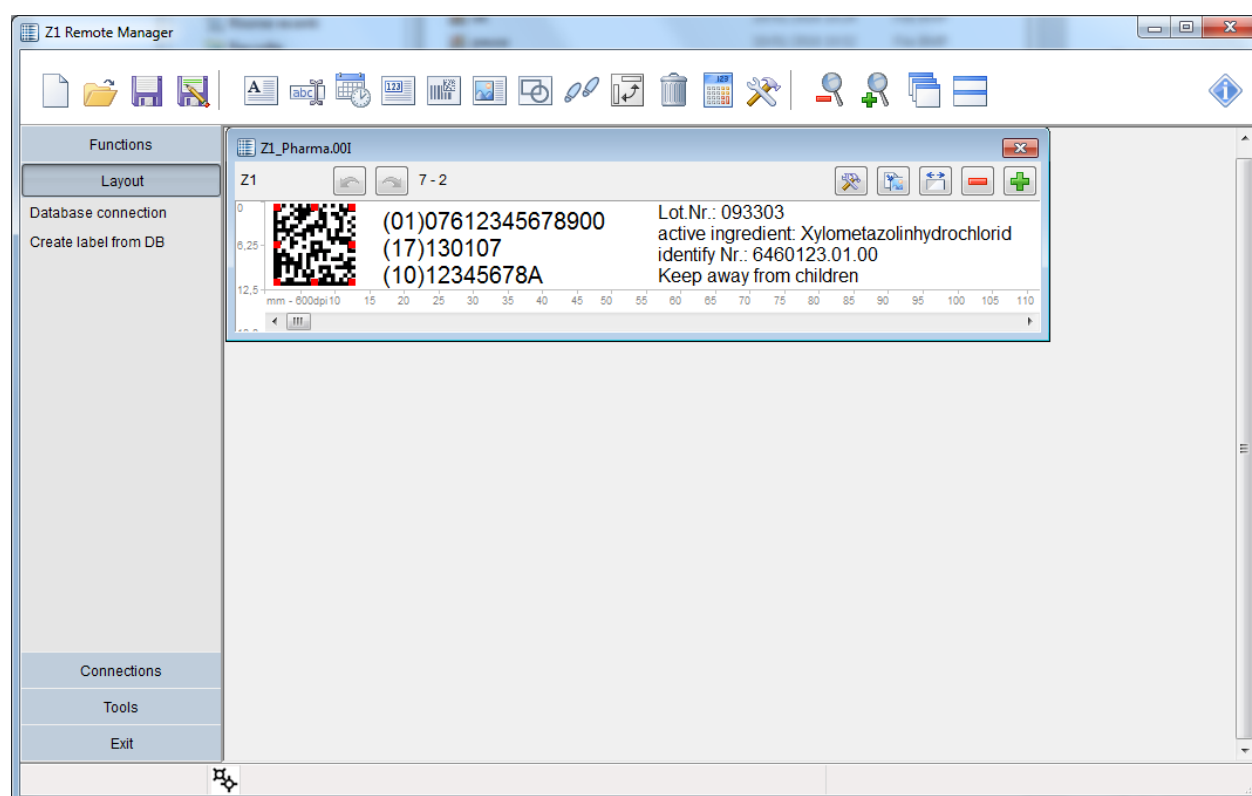 Z1 Remote Manager
Functions
Layout
Database connection
Create label from DB
Connections
Tools
Exit
Z1_Pharma.00I
Z1
7 - 2
0
6,25
12,5
(01)07612345678900
(17)130107
(10)12345678A
Lot.Nr.: 093303
active ingredient: Xylometazolinhydrochlorid
identify Nr.: 6460123.01.00
Keep away from children
mm - 600dpi 10 15 20 25 30 35 40 45 50 55 60 65 70 75 80 85 90 95 100 105 110